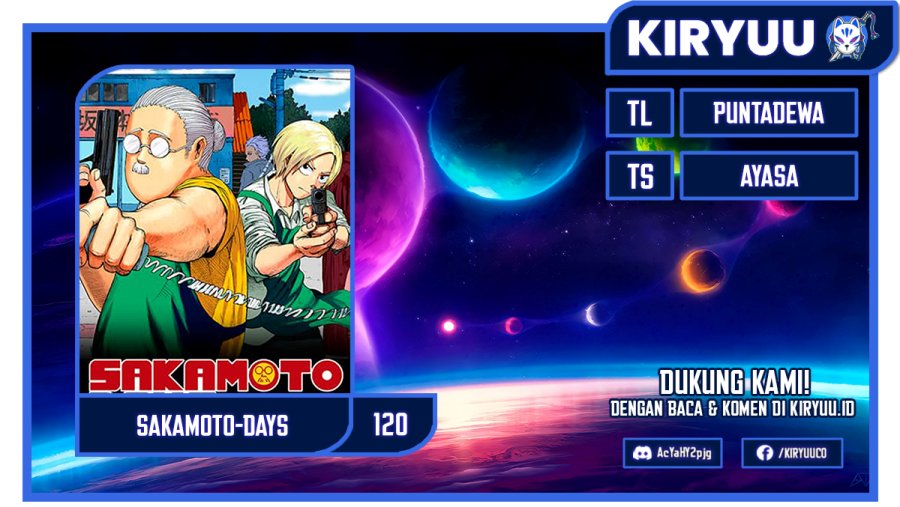 KIRYUU
TL
PUNTADEWA
TS
AYASA
SAKAMOTO
SAKAMOTO-DAYS
120
DUKUNG KAMI!
DENGAN BACA & KOMEN DI KIRYUU.ID
AcYaHY2pjg
/KIRYUUCO